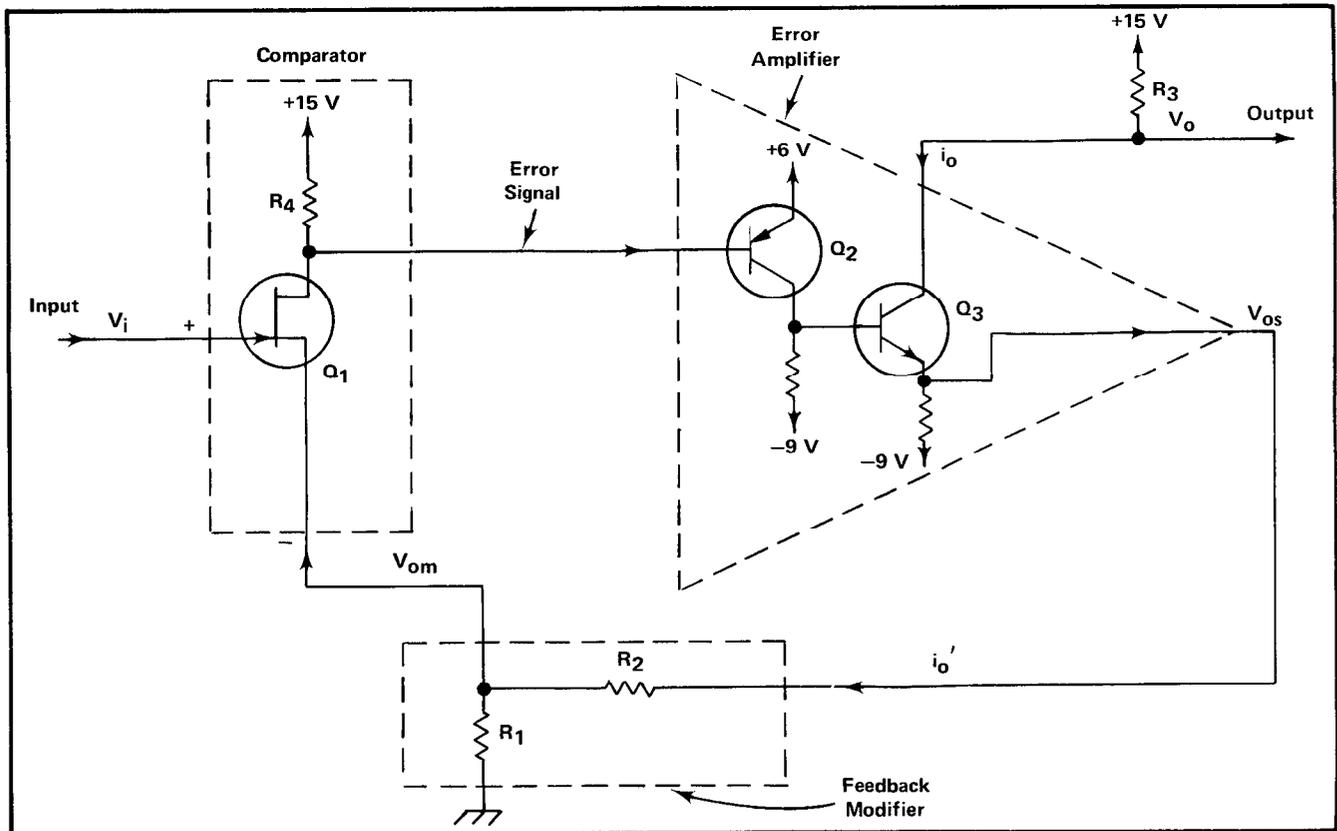 Comparator
+15 V
R4
Input
Vi
+
Q1
−
Vom
Error
Signal
Error
Amplifier
+6 V
Q2
−9 V
Q3
−9 V
io
+15 V
R3
Vo
Output
Vos
io'
R2
R1
Feedback
Modifier